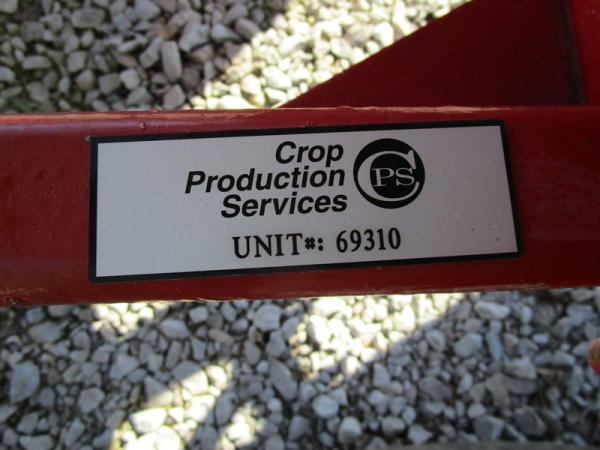 Crop
Production
Services
CPS
UNIT#: 69310